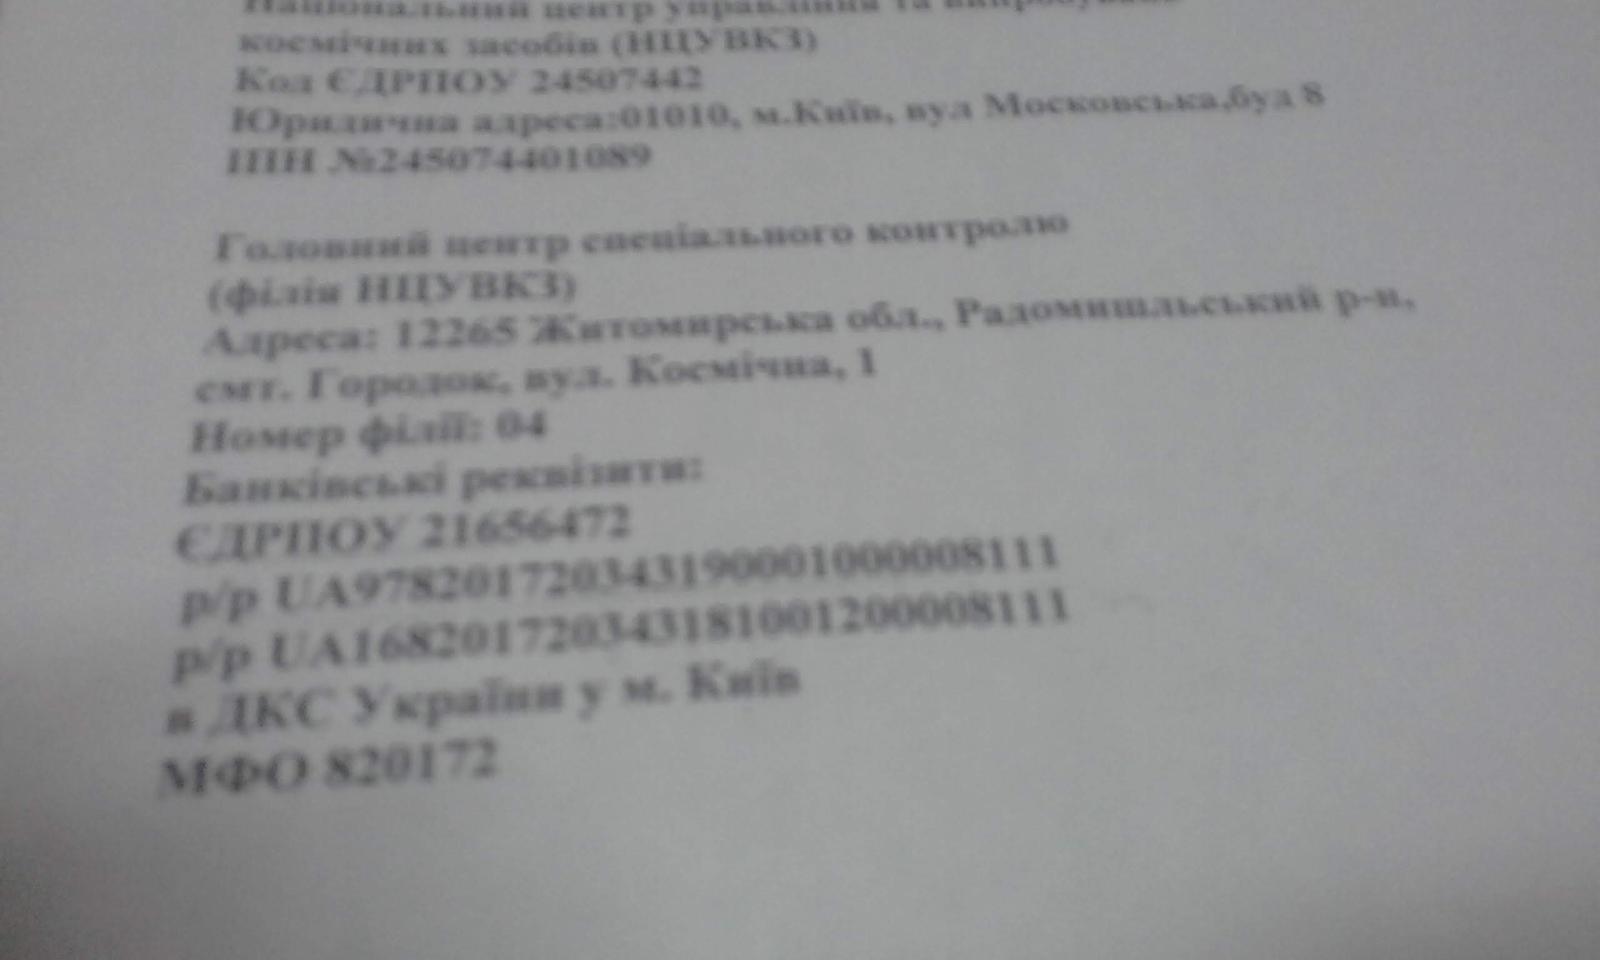 Національний центр управління та випробувань
космічних засобів (НЦУВКЗ)
Код ЄДРПОУ 24507442
Юридична адреса:01010, м.Київ, вул Московська,буд 8
ІПН №245074401089
Головний центр спеціального контролю
(філія НЦУВКЗ)
Адреса: 12265 Житомирська обл., Радомишльський р-н,
смт. Городок, вул. Космічна, 1
Номер філії: 04
Банківські реквізити:
ЄДРПОУ 21656472
р/р UA978201720343190001000008111
р/р UA168201720343181001200008111
в ДКС України у м. Київ
МФО 820172